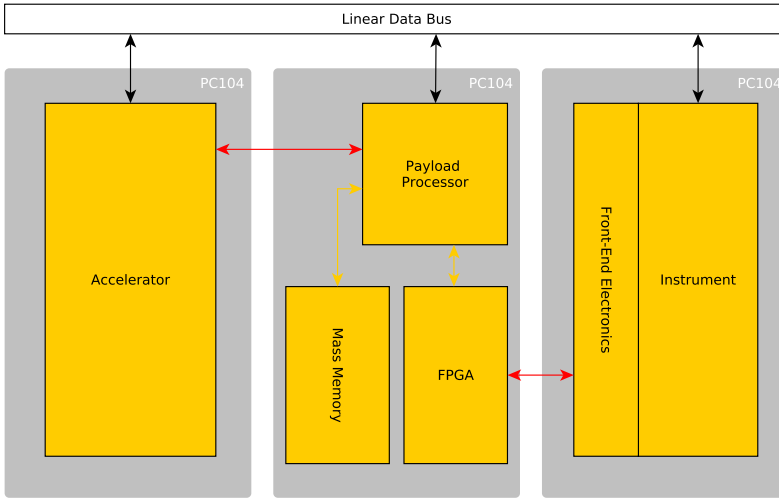 Linear Data Bus
PC104
PC104
PC104
Accelerator
Payload
Processor
Mass Memory
FPGA
Front-End Electronics
Instrument